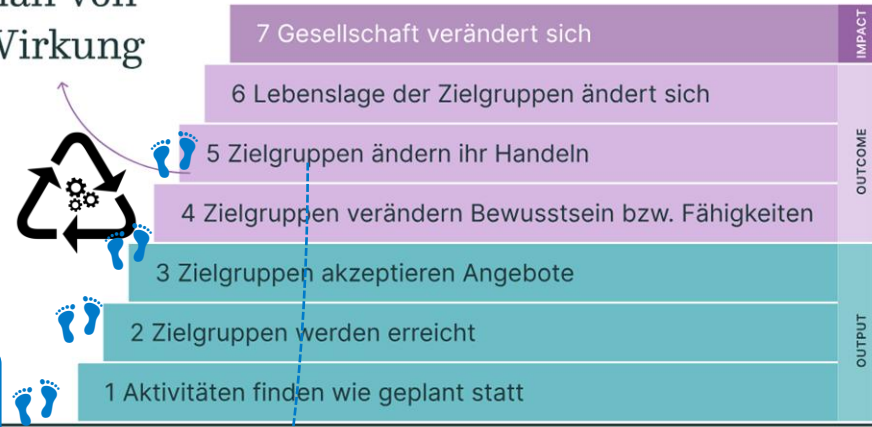 man von
Wirkung
7 Gesellschaft verändert sich
IMPACT
6 Lebenslage der Zielgruppen ändert sich
5 Zielgruppen ändern ihr Handeln
OUTCOME
4 Zielgruppen verändern Bewusstsein bzw. Fähigkeiten
3 Zielgruppen akzeptieren Angebote
2 Zielgruppen werden erreicht
OUTPUT
1 Aktivitäten finden wie geplant statt